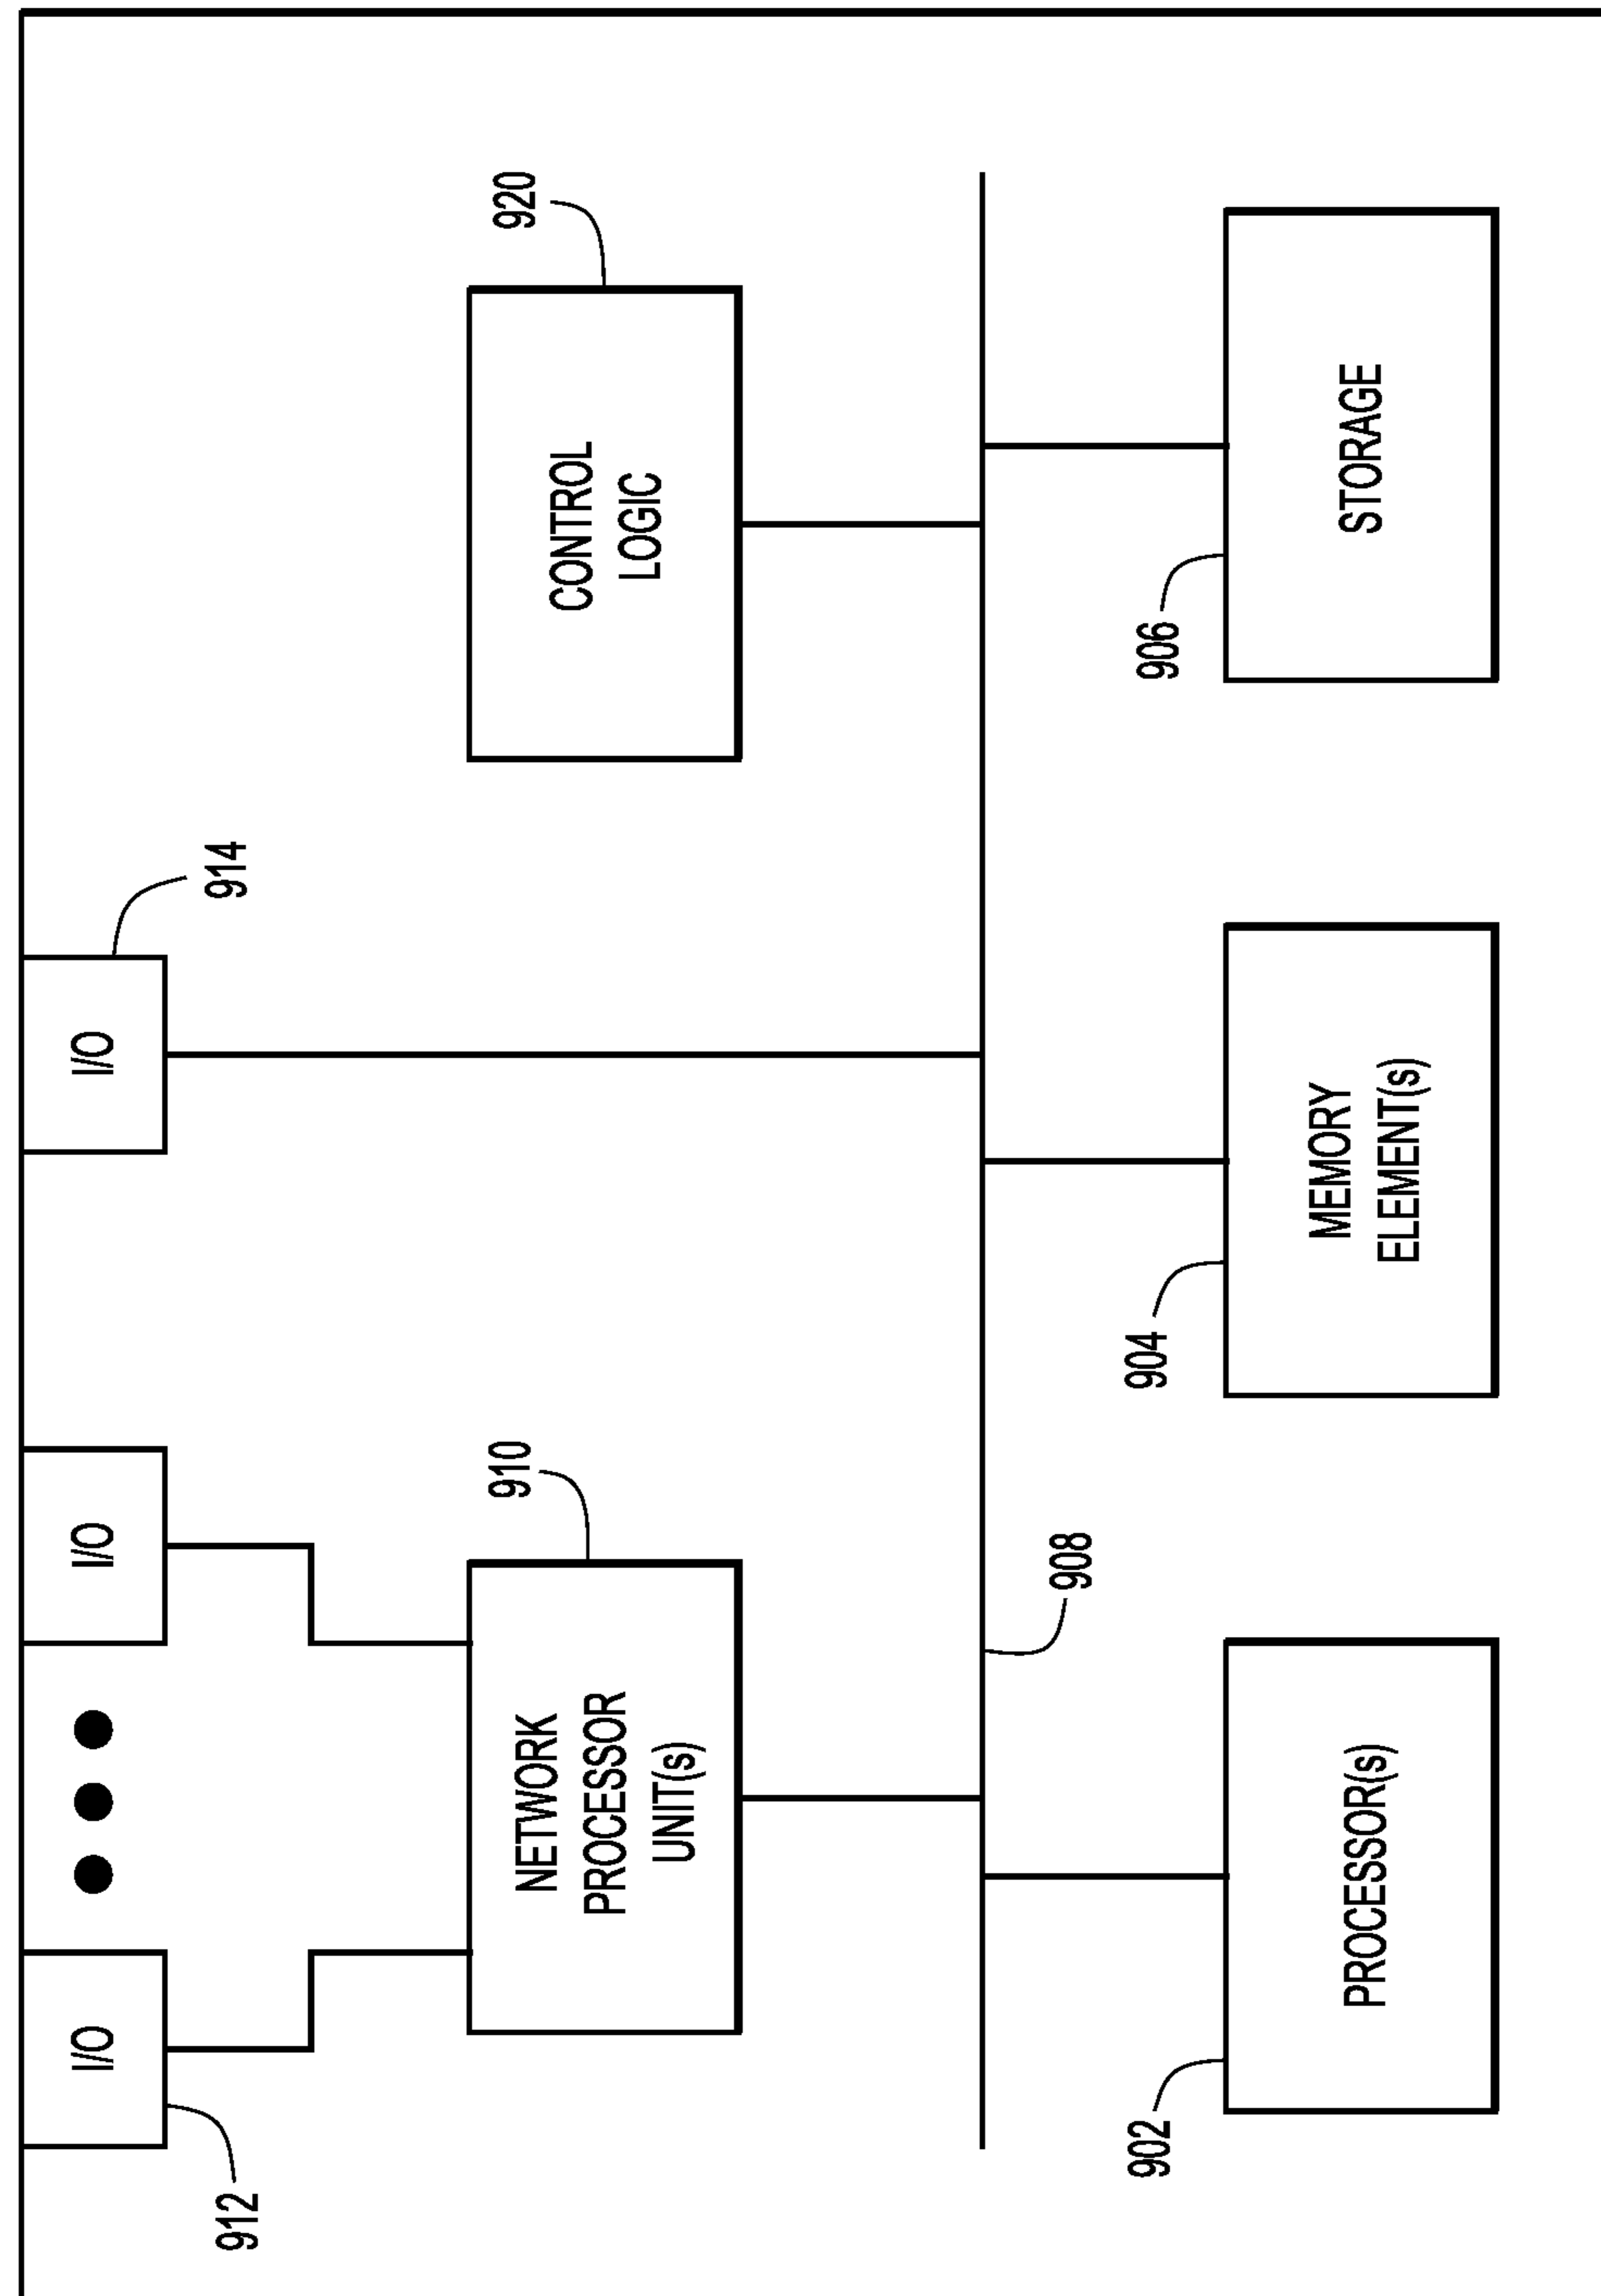 912
I/O
I/O
I/O
914
NETWORK
PROCESSOR
UNIT(s)
910
CONTROL
LOGIC
920
908
902
PROCESSOR(s)
904
MEMORY
ELEMENT(s)
906
STORAGE